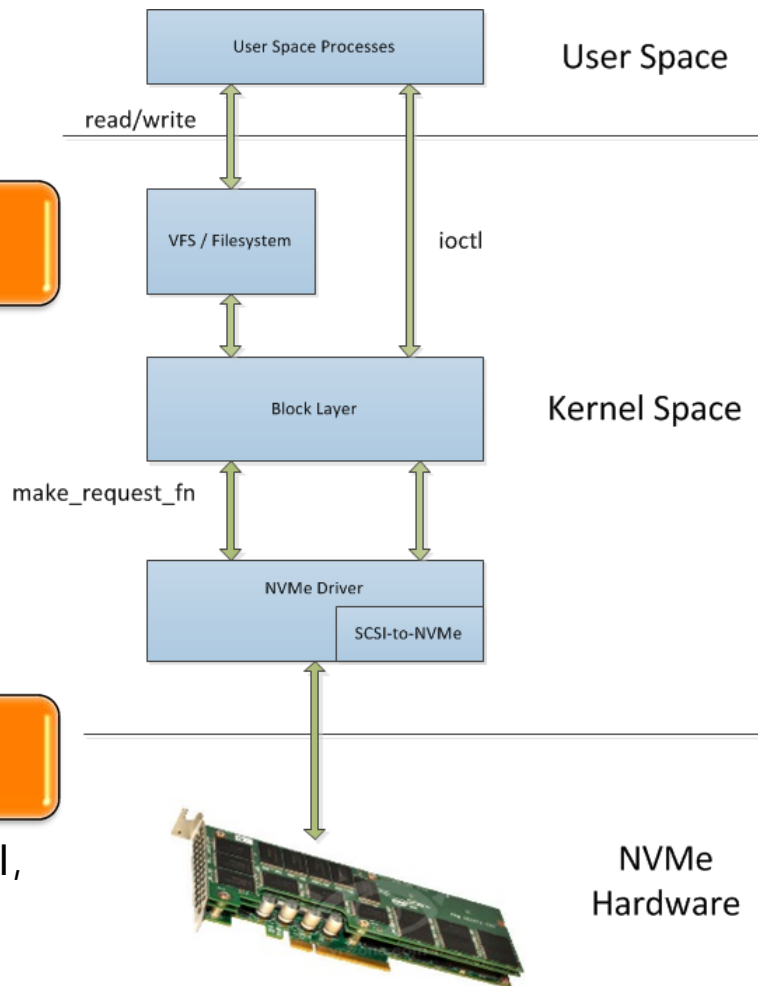 User Space Processes
User Space
read/write
VFS / Filesystem
ioctl
Block Layer
Kernel Space
make_request_fn
NVMe Driver
SCSI-to-NVMe
l,
NVMe
Hardware